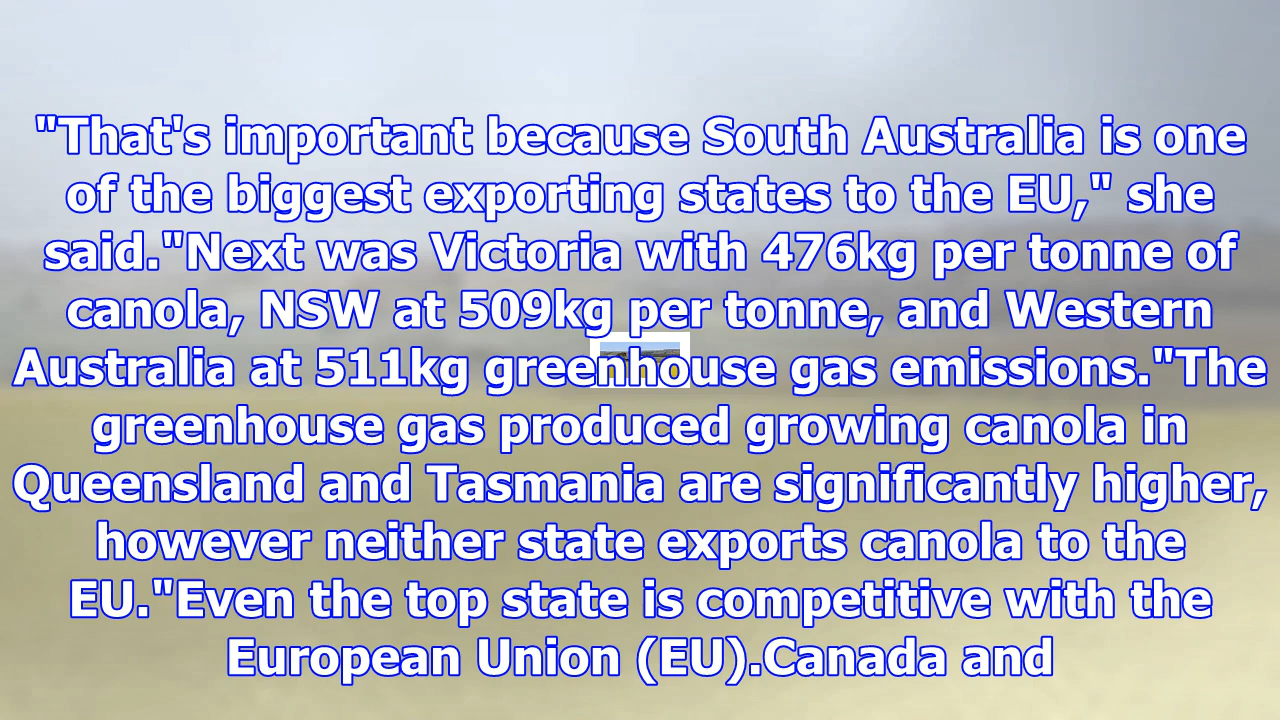 "That's important because South Australia is one
of the biggest exporting states to the EU," she
said."Next was Victoria with 476kg per tonne of
canola, NSW at 509kg per tonne, and Western
Australia at 511kg greenhouse gas emissions."The
greenhouse gas produced growing canola in
Queensland and Tasmania are significantly higher,
however neither state exports canola to the
EU."Even the top state is competitive with the
European Union (EU).Canada and